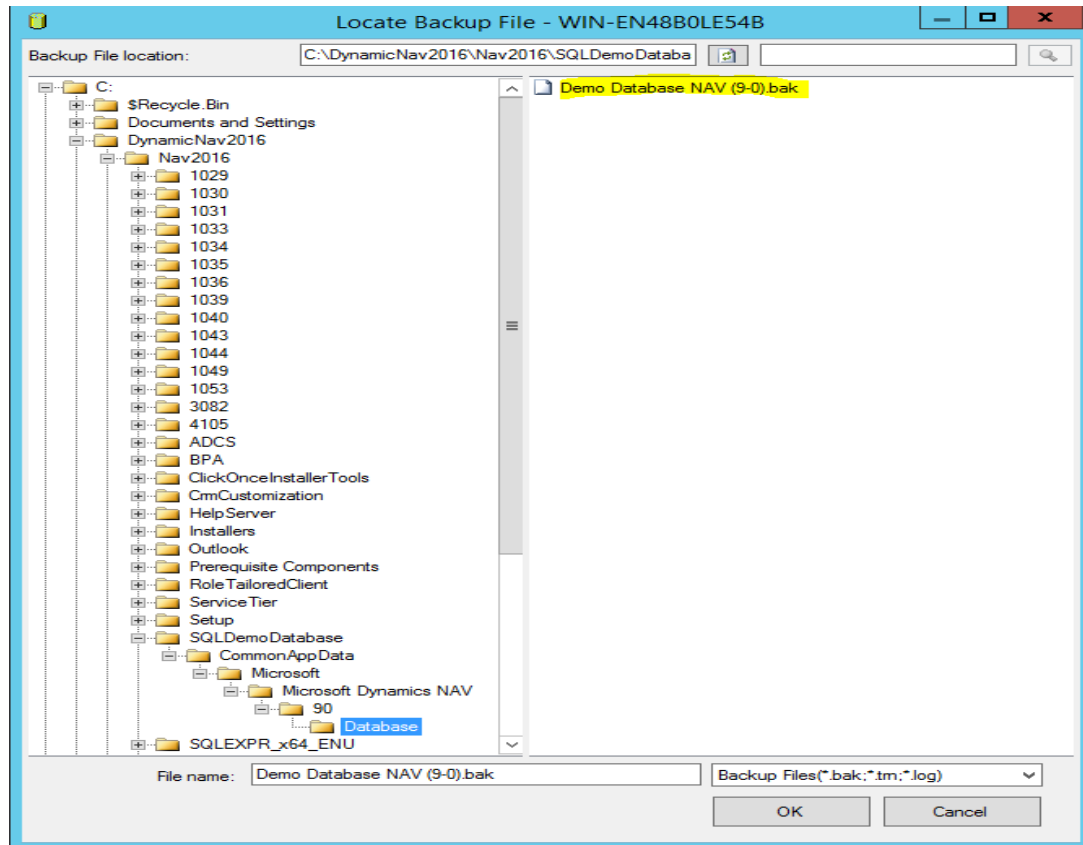 Locate Backup File - WIN-EN48B0LE54B
Backup File location: C:\DynamicNav2016\Nav2016\SQLDemoDataba
C:
$Recycle.Bin
Documents and Settings
DynamicNav2016
Nav2016
1029
1030
1031
1033
1034
1035
1036
1039
1040
1043
1044
1049
1053
3082
4105
ADCS
BPA
ClickOnceInstallerTools
CrmCustomization
HelpServer
Installers
Outlook
Prerequisite Components
RoleTailoredClient
ServiceTier
Setup
SQLDemoDatabase
CommonAppData
Microsoft
Microsoft Dynamics NAV
90
Database
SQLEXPR_x64_ENU
Demo Database NAV (9-0).bak
File name: Demo Database NAV (9-0).bak
Backup Files(*.bak;*.trn;*.log)
OK Cancel